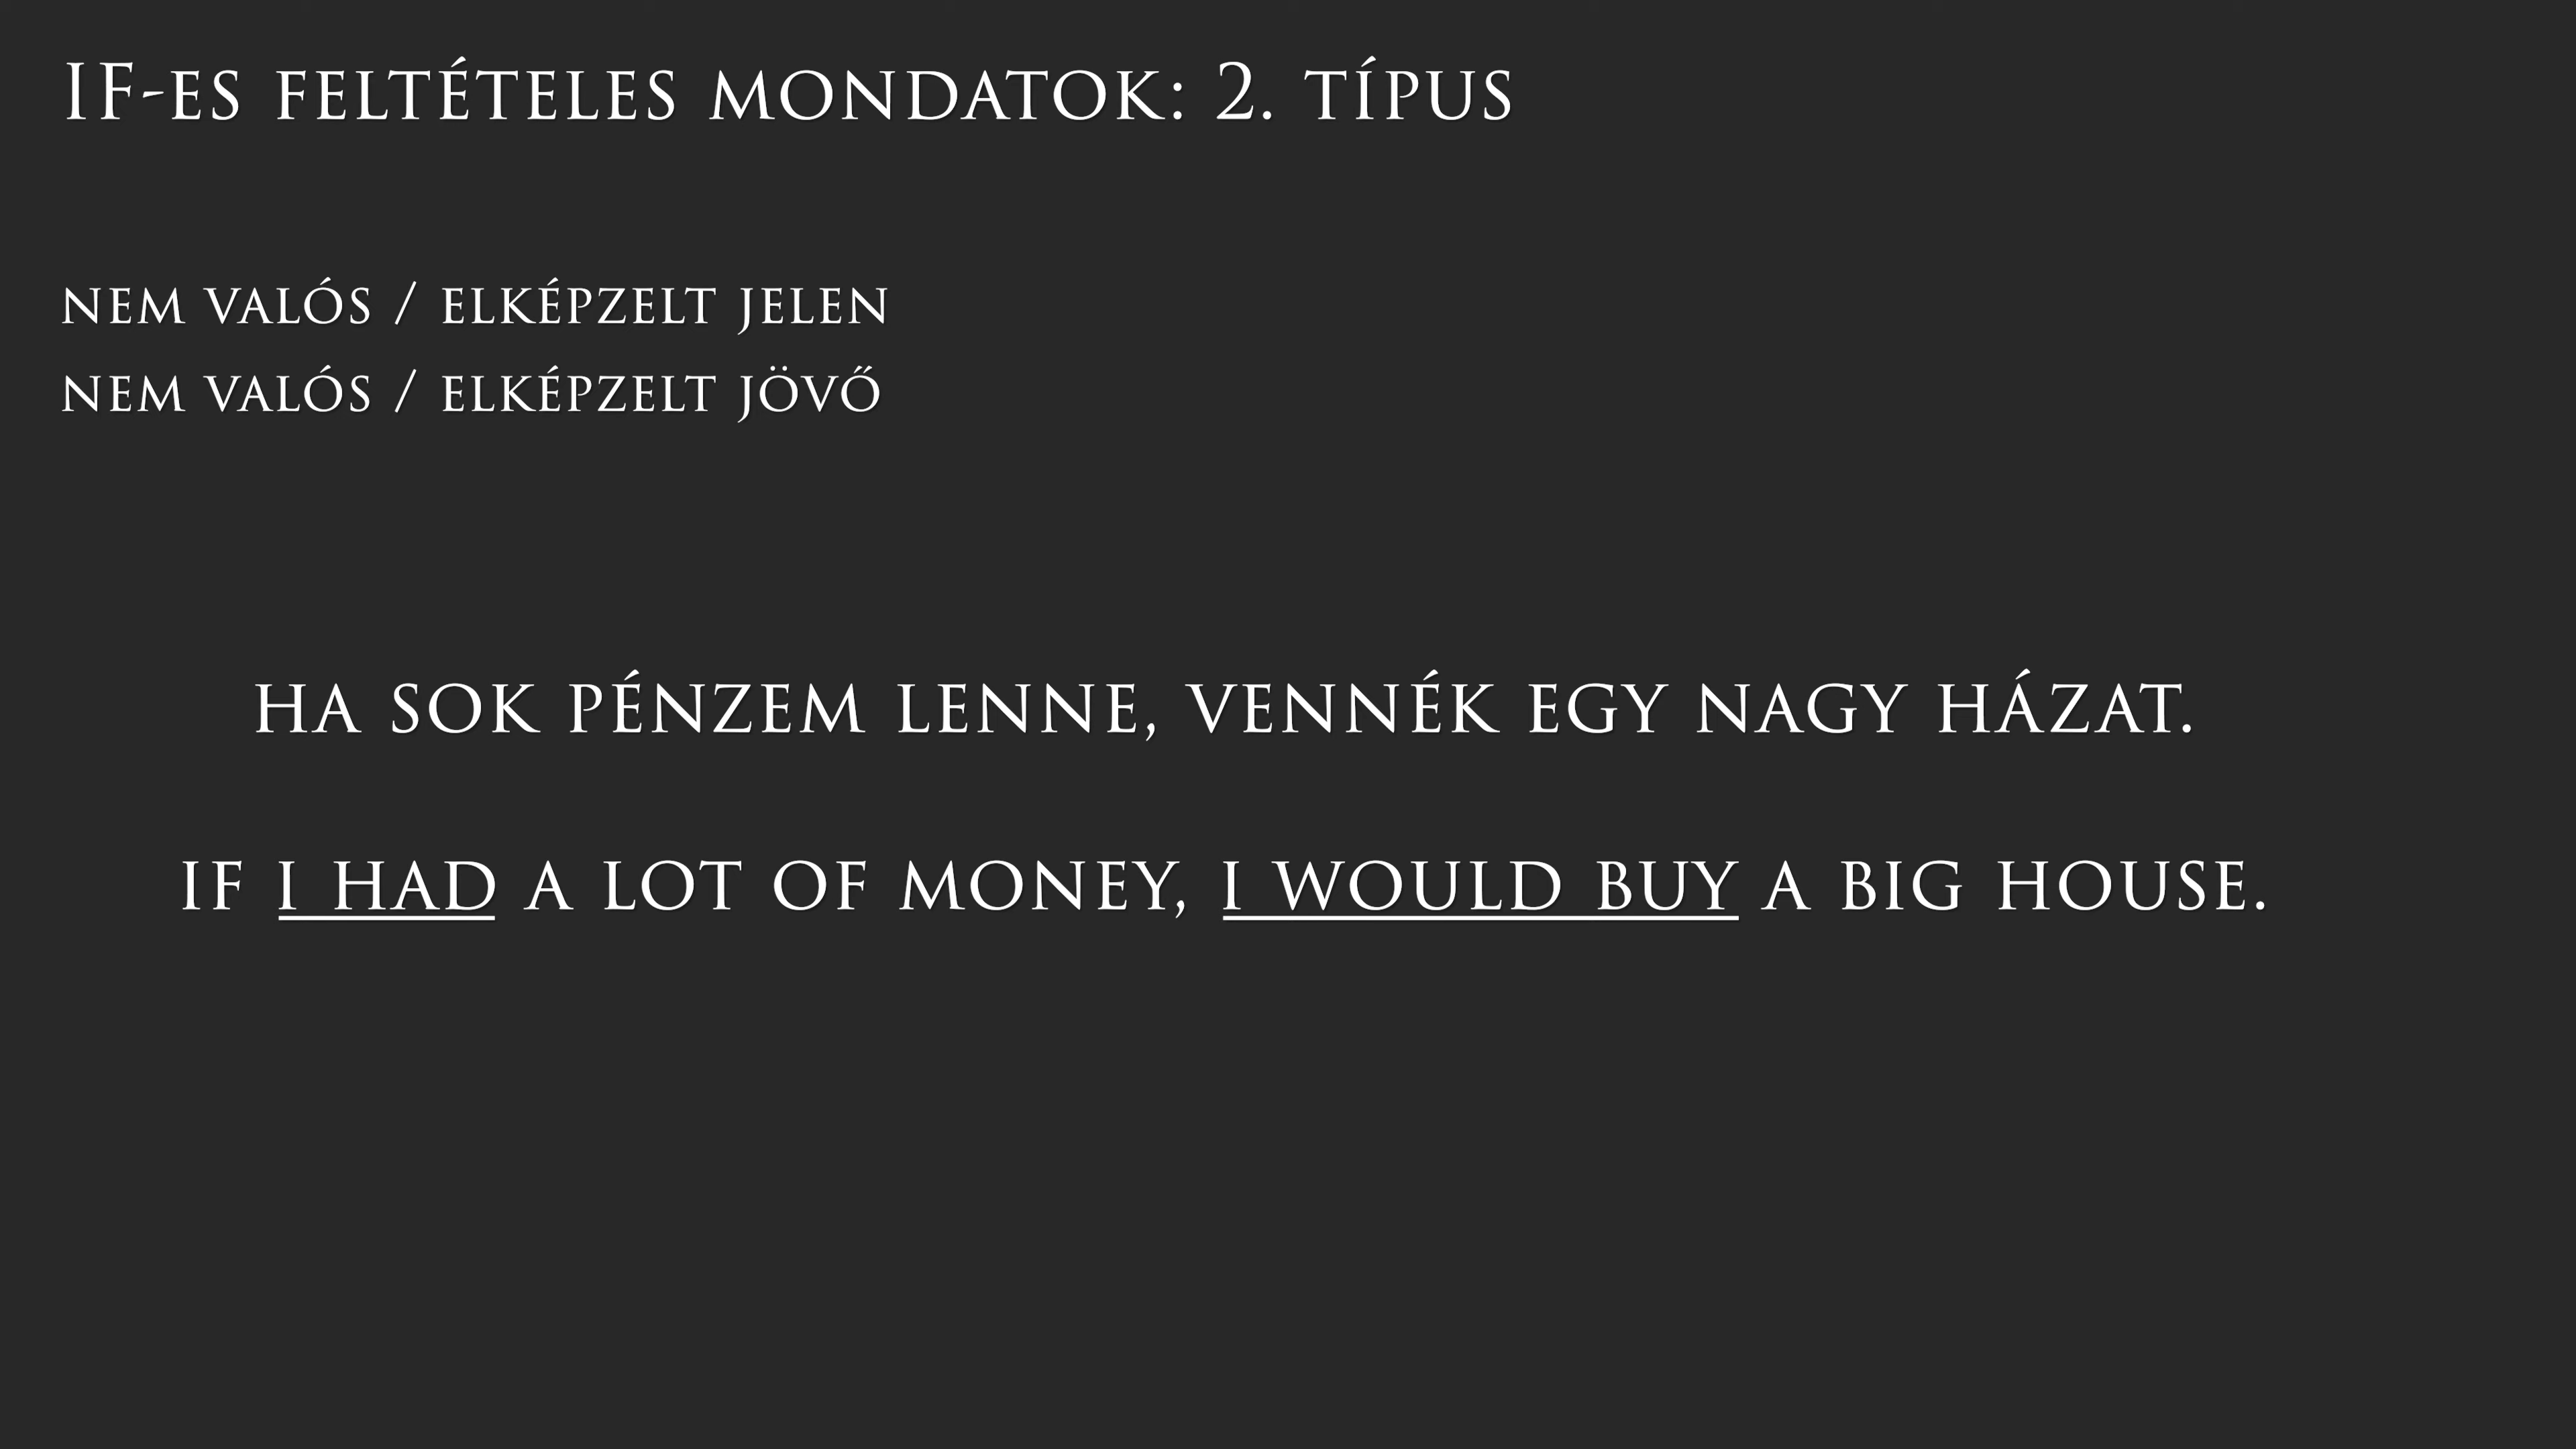 IF-es feltételes mondatok: 2. típus
nem valós / elképzelt jelen
nem valós / elképzelt jövő
ha sok pénzem lenne, vennék egy nagy házat.
if i had a lot of money, i would buy a big house.